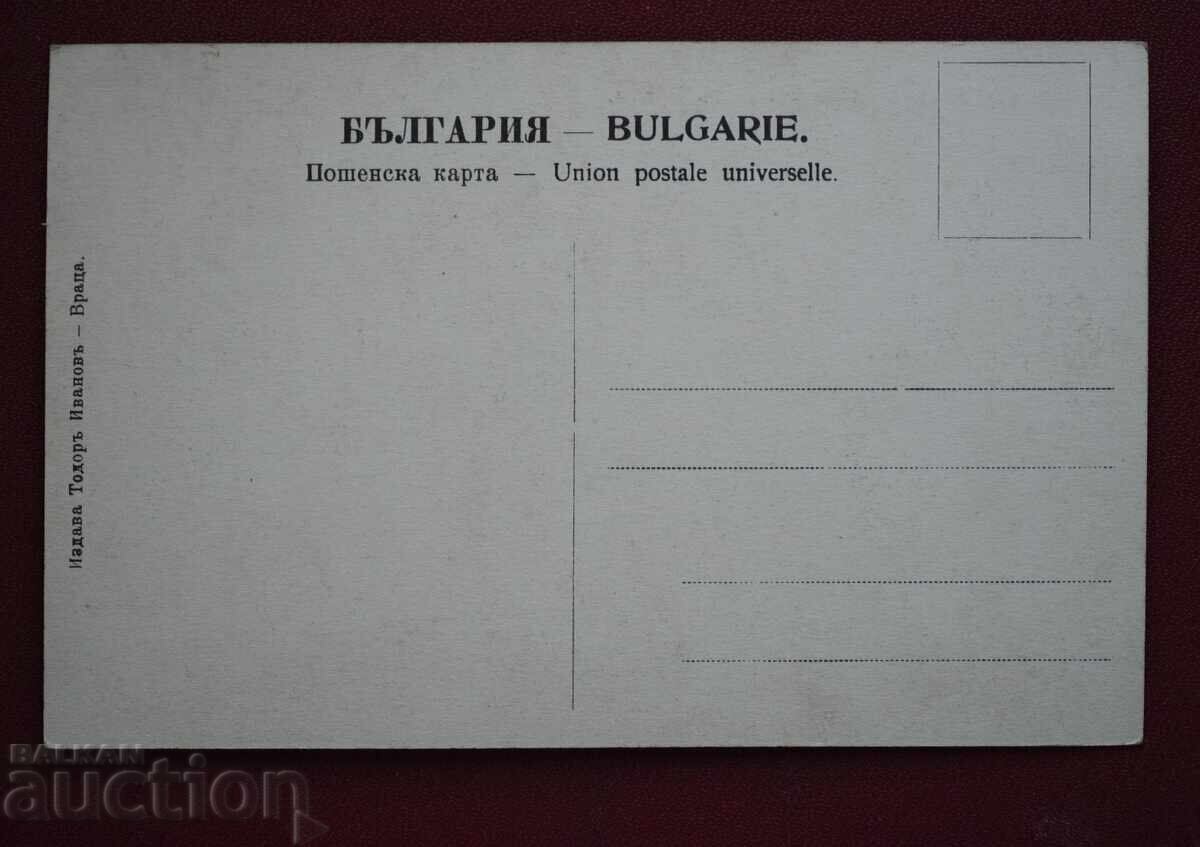 БЪЛГАРИЯ — BULGARIE.
Пошенска карта — Union postale universelle.
Издава Тодоръ Ивановъ – Враца.
BALKAN
auction